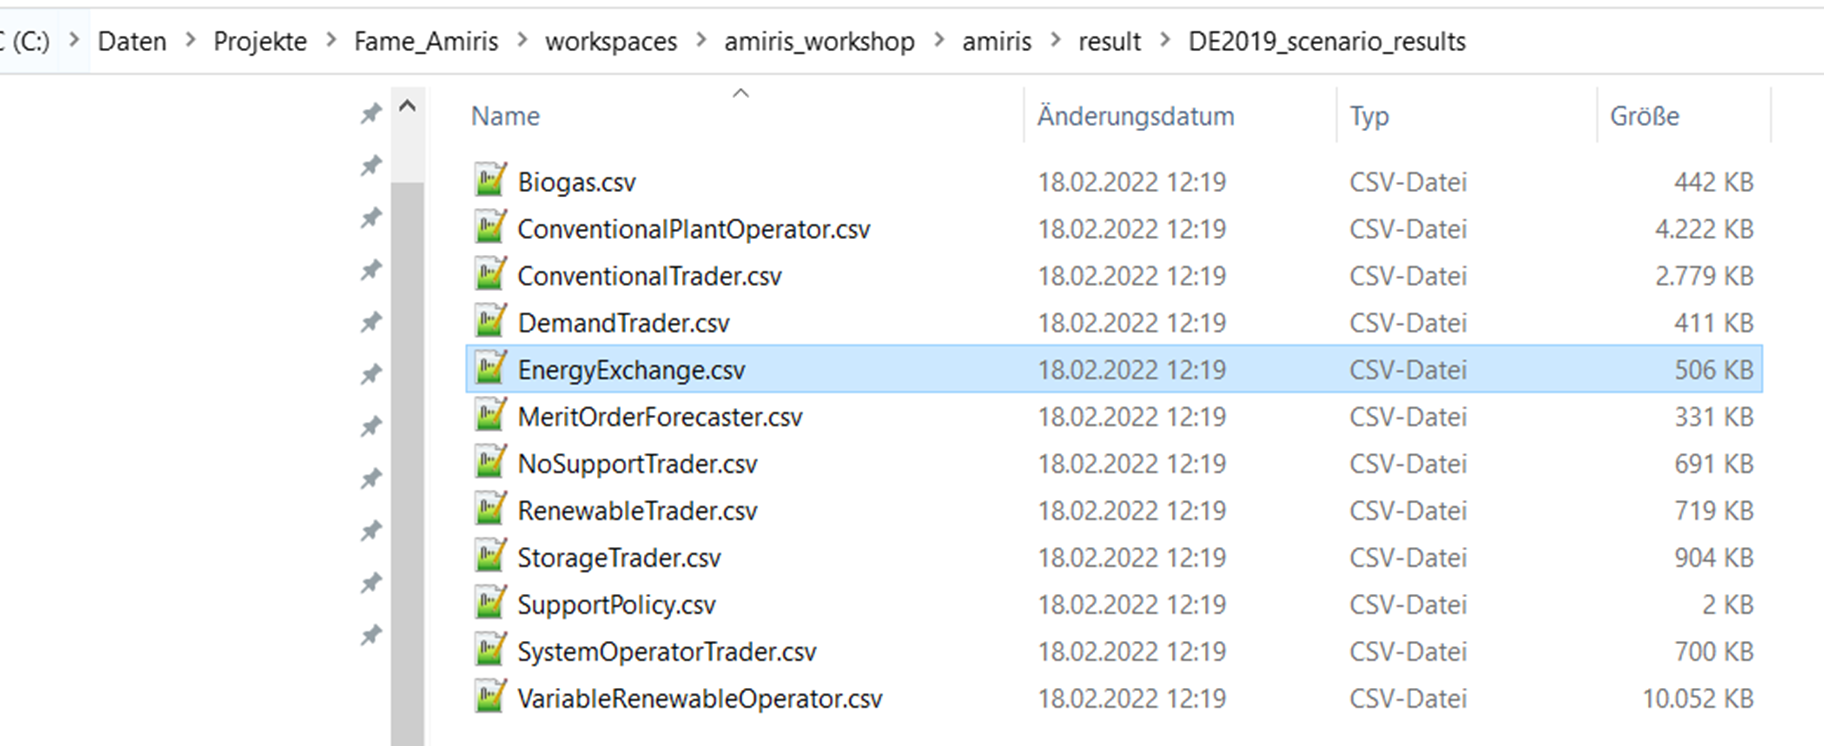 (C:) > Daten > Projekte > Fame_Amiris > workspaces > amiris_workshop > amiris > result > DE2019_scenario_results
Name Änderungsdatum Typ Größe
Biogas.csv 18.02.2022 12:19 CSV-Datei 442 KB
ConventionalPlantOperator.csv 18.02.2022 12:19 CSV-Datei 4.222 KB
ConventionalTrader.csv 18.02.2022 12:19 CSV-Datei 2.779 KB
DemandTrader.csv 18.02.2022 12:19 CSV-Datei 411 KB
EnergyExchange.csv 18.02.2022 12:19 CSV-Datei 506 KB
MeritOrderForecaster.csv 18.02.2022 12:19 CSV-Datei 331 KB
NoSupportTrader.csv 18.02.2022 12:19 CSV-Datei 691 KB
RenewableTrader.csv 18.02.2022 12:19 CSV-Datei 719 KB
StorageTrader.csv 18.02.2022 12:19 CSV-Datei 904 KB
SupportPolicy.csv 18.02.2022 12:19 CSV-Datei 2 KB
SystemOperatorTrader.csv 18.02.2022 12:19 CSV-Datei 700 KB
VariableRenewableOperator.csv 18.02.2022 12:19 CSV-Datei 10.052 KB